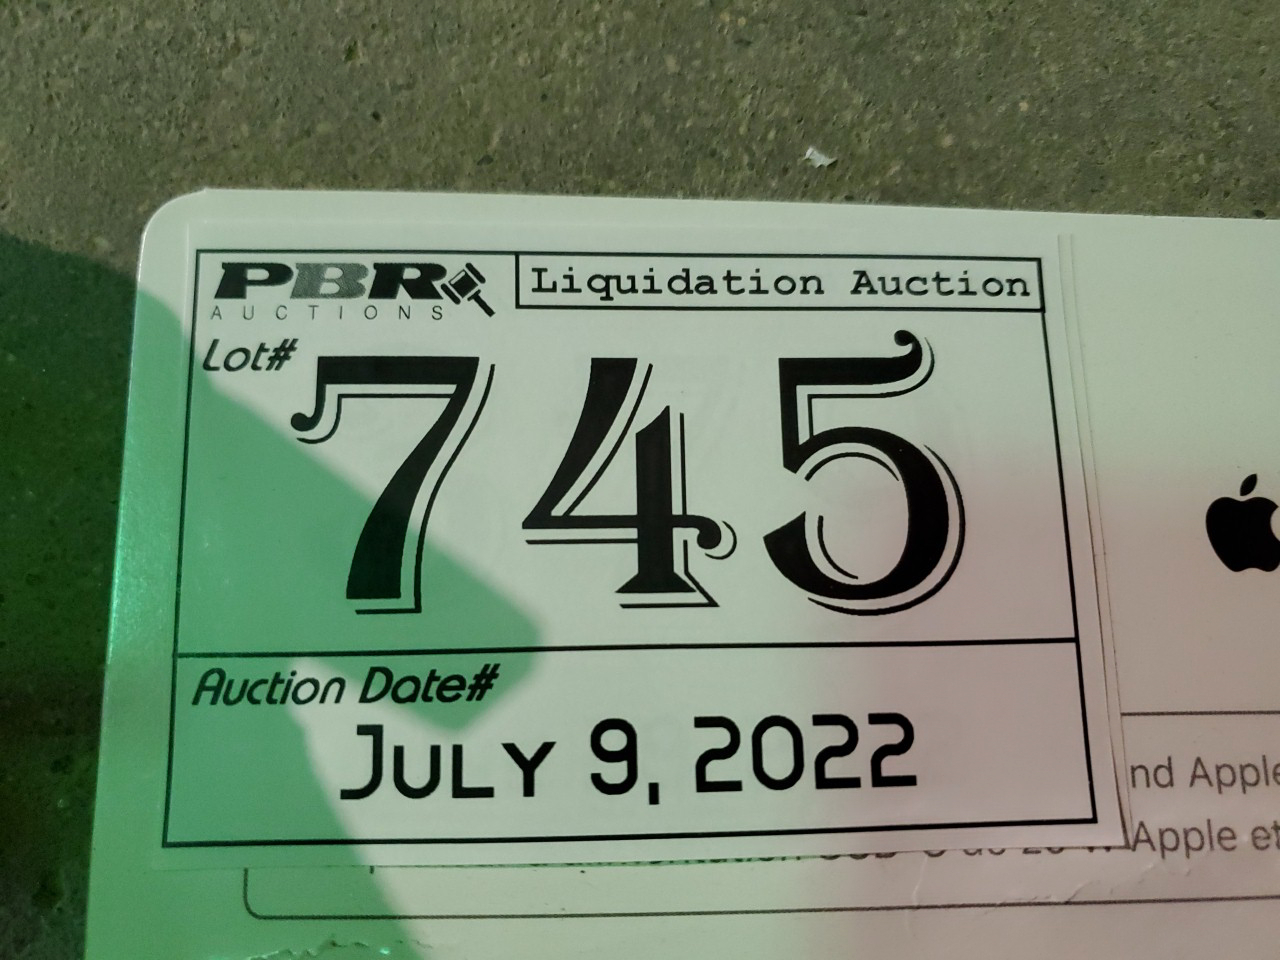 PBR
AUCTIONS
Liquidation Auction
Lot#
745
Auction Date#
July 9, 2022
nd Apple
Apple et